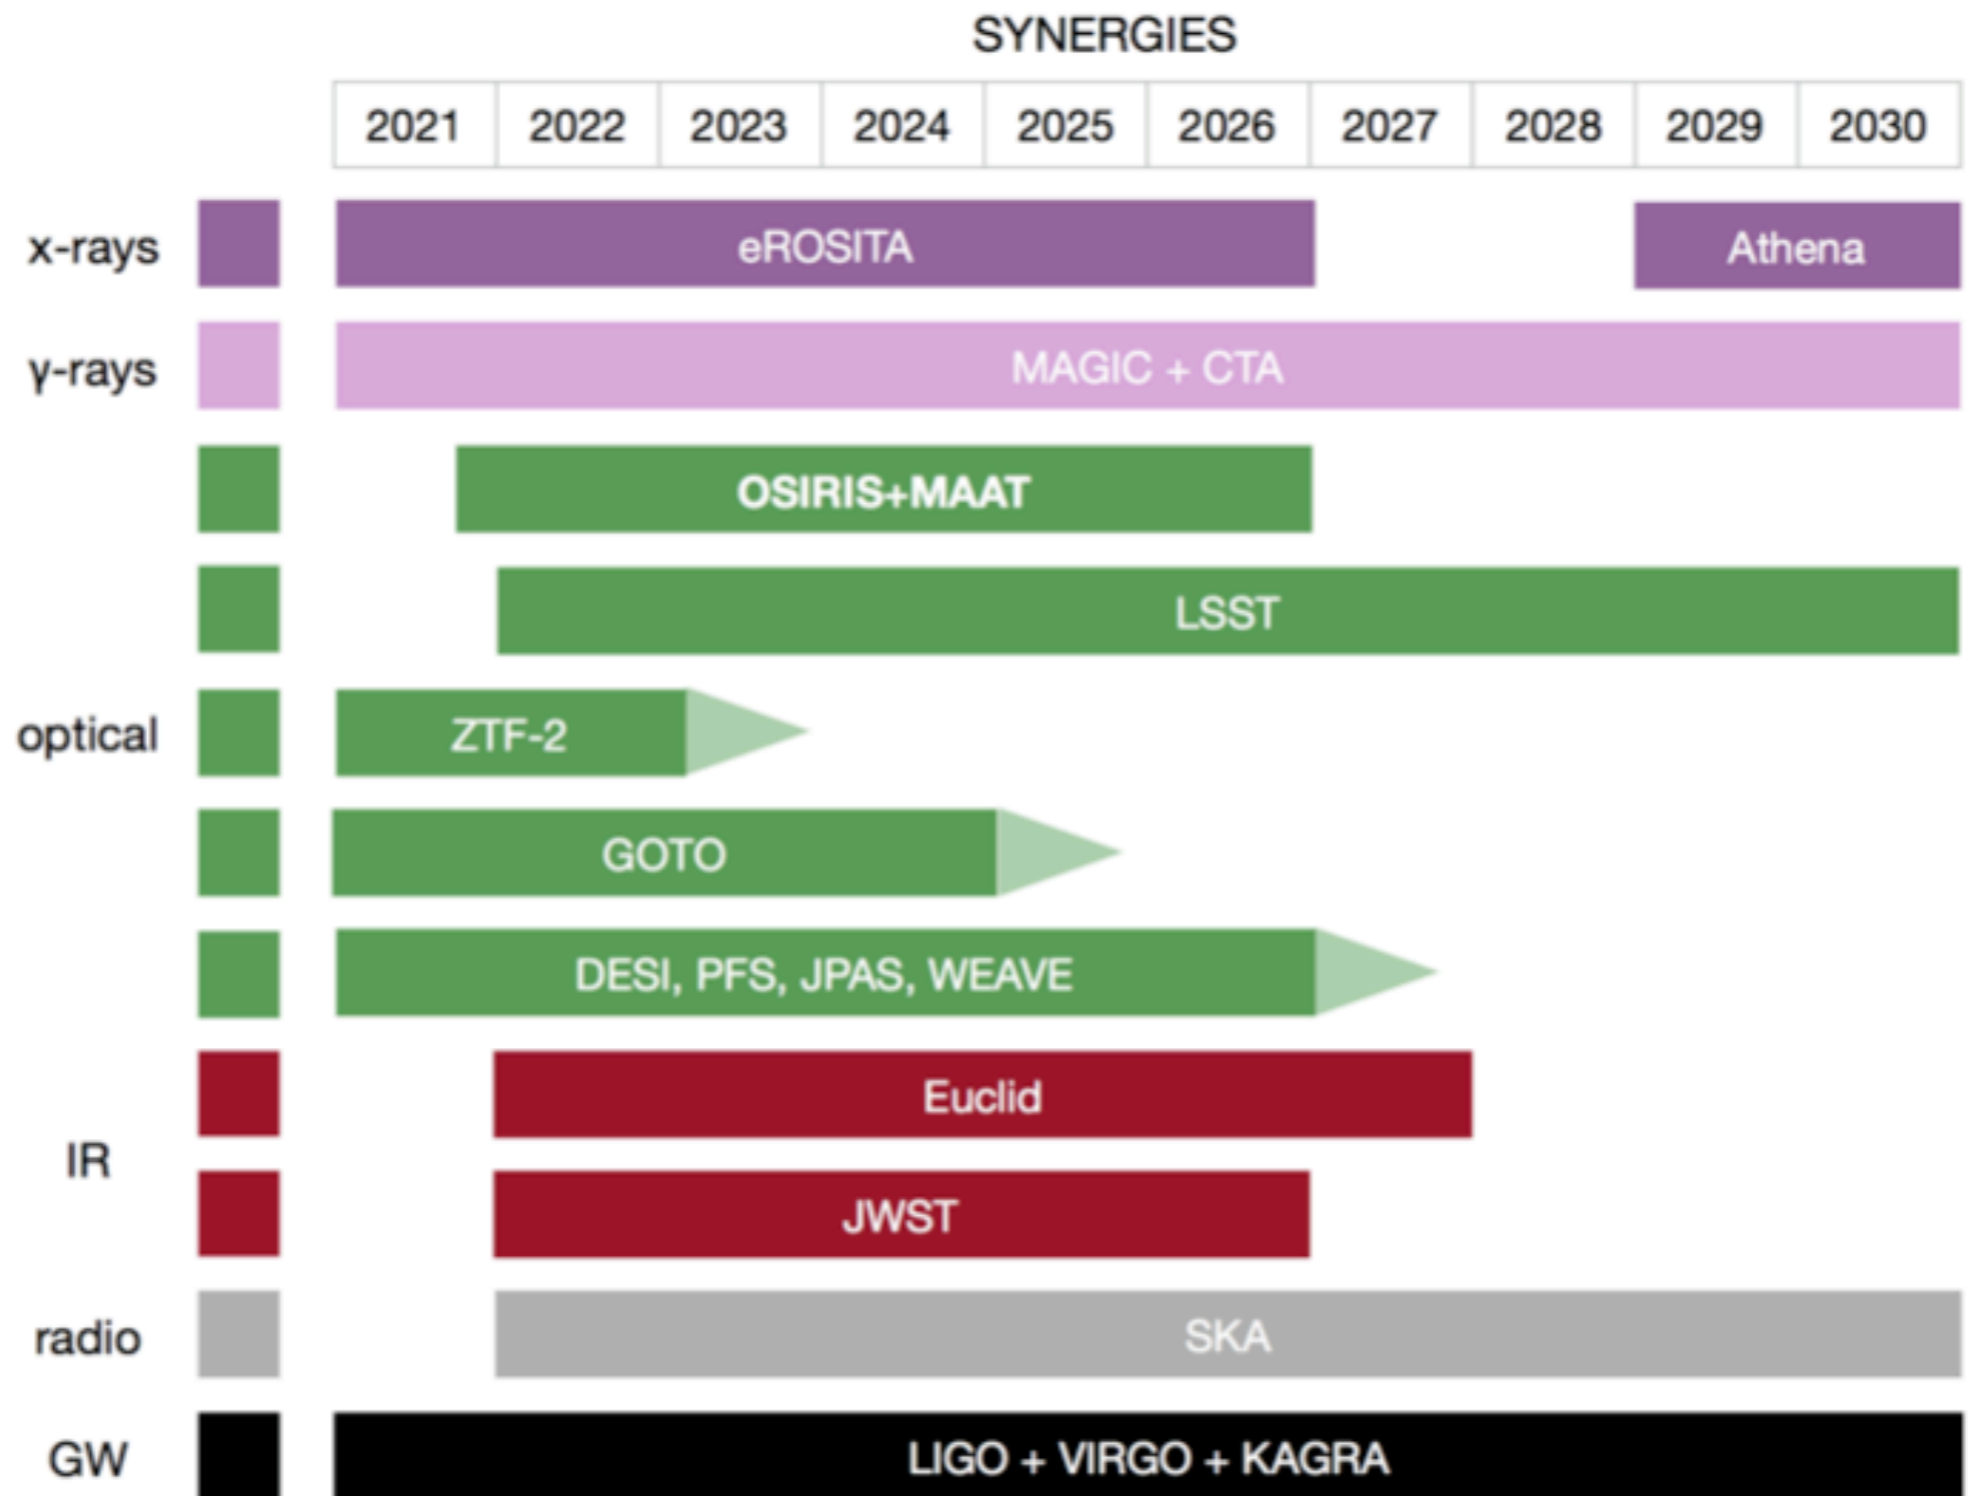 SYNERGIES
2021 2022 2023 2024 2025 2026 2027 2028 2029 2030
x-rays eROSITA Athena
γ-rays MAGIC + CTA
OSIRIS+MAAT
LSST
optical ZTF-2
GOTO
DESI, PFS, JPAS, WEAVE
Euclid
IR
JWST
radio SKA
GW LIGO + VIRGO + KAGRA